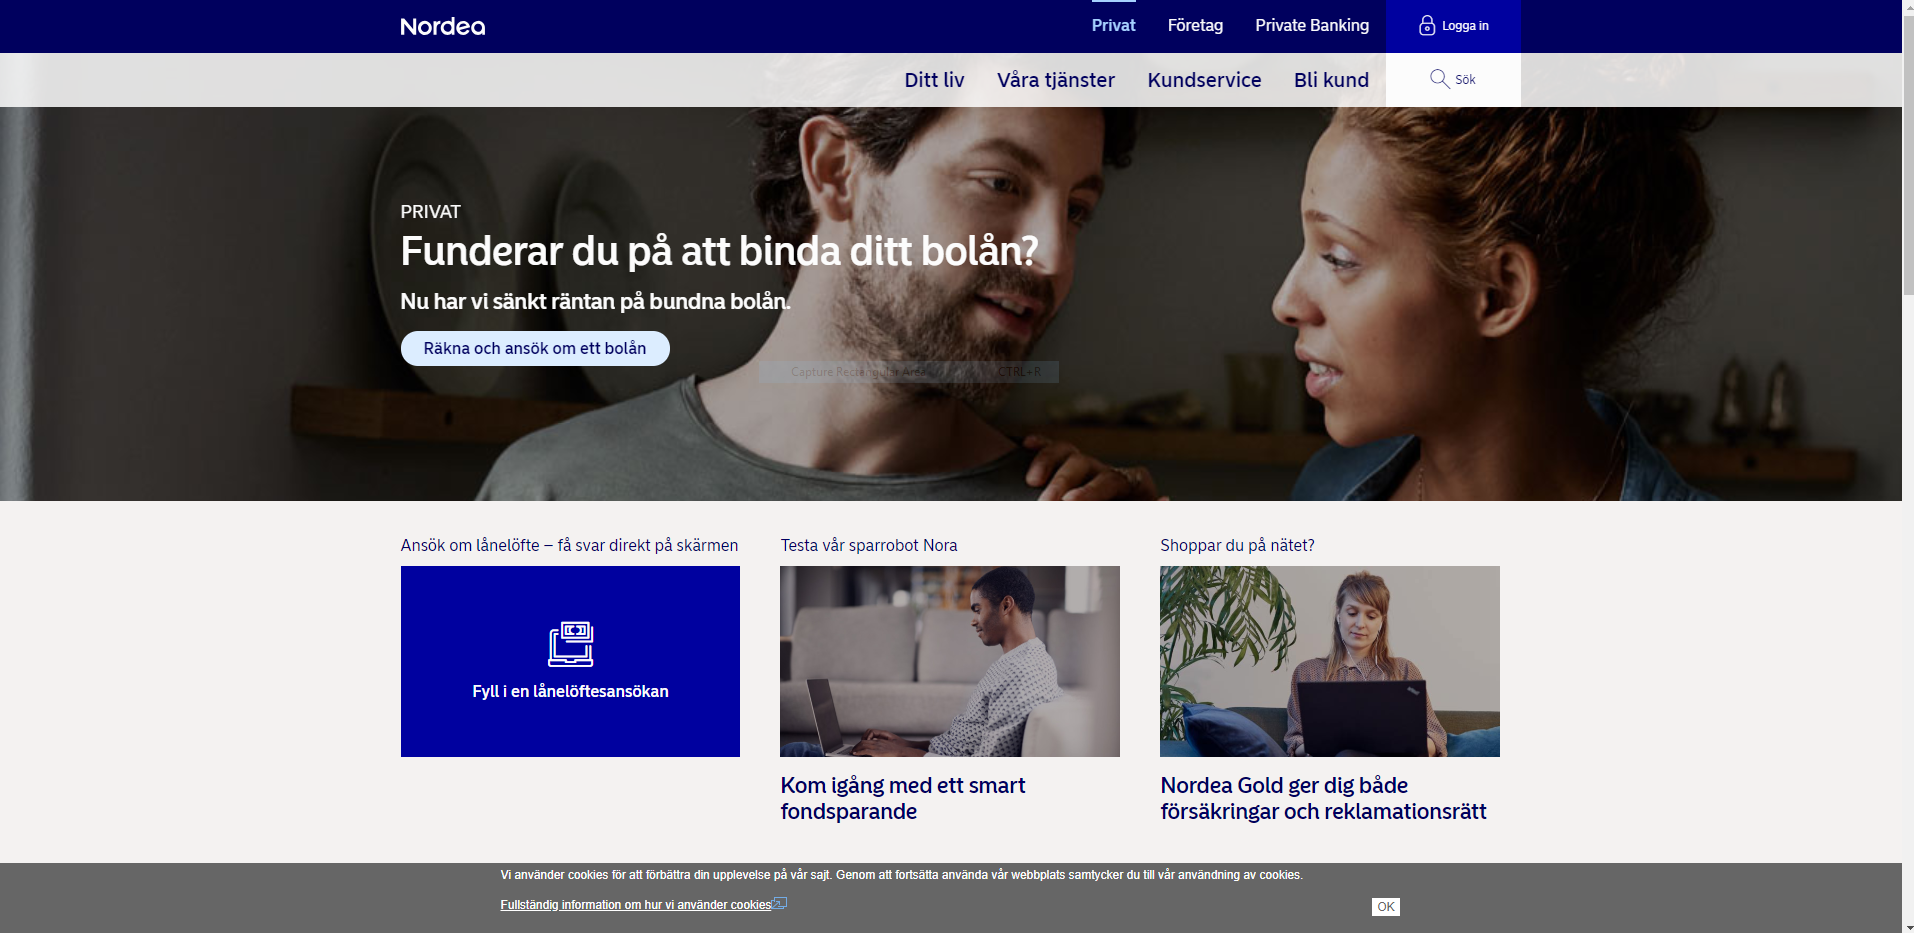 Nordea
Privat
Företag
Private Banking
Logga in
Ditt liv
Våra tjänster
Kundservice
Bli kund
Sök
PRIVAT
Funderar du på att binda ditt bolån?
Nu har vi sänkt räntan på bundna bolån.
Räkna och ansök om ett bolån
Capture Rectangular Area CTRL+R
Ansök om lånelöfte – få svar direkt på skärmen
Fyll i en lånelöftesansökan
Testa vår sparrobot Nora
Kom igång med ett smart
fondsparande
Shoppar du på nätet?
Nordea Gold ger dig både
försäkringar och reklamationsrätt
Vi använder cookies för att förbättra din upplevelse på vår sajt. Genom att fortsätta använda vår webbplats samtycker du till vår användning av cookies.
Fullständig information om hur vi använder cookies
OK